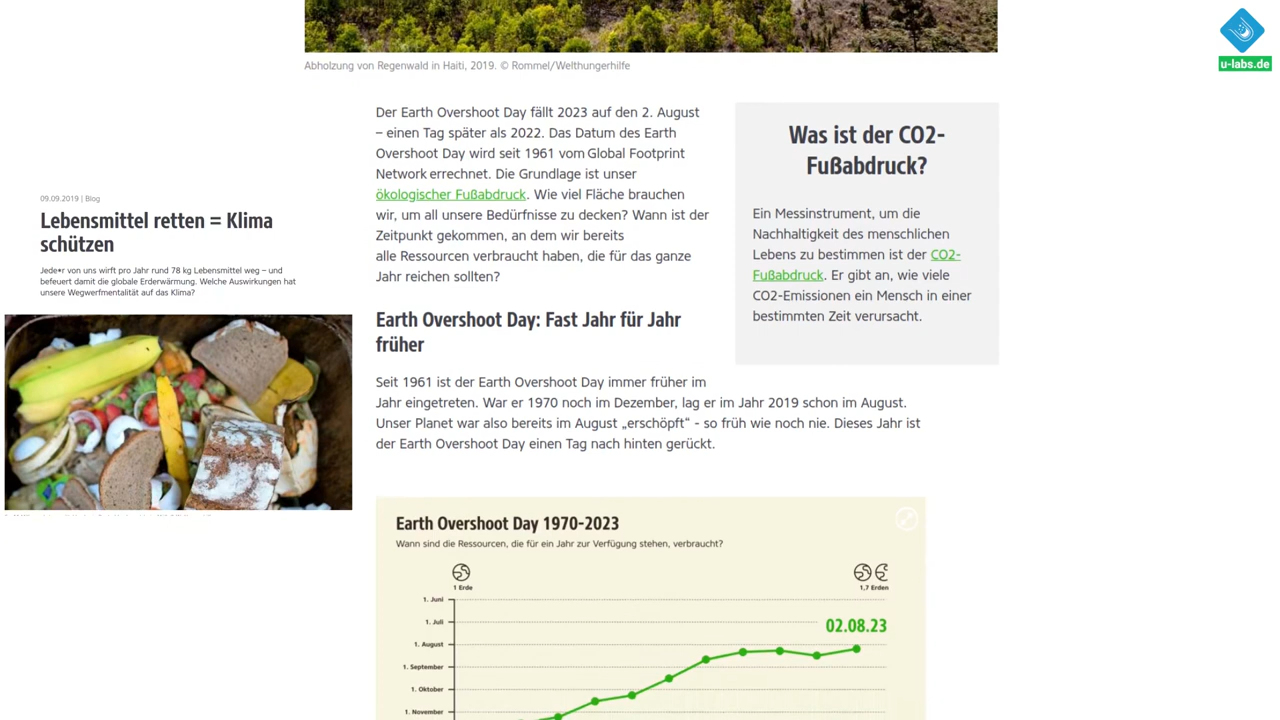 u-labs.de
Abholzung von Regenwald in Haiti, 2019. © Rommel/Welthungerhilfe
09.09.2019 | Blog
Lebensmittel retten = Klima
schützen
Jede*r von uns wirft pro Jahr rund 78 kg Lebensmittel weg – und
befeuert damit die globale Erderwärmung. Welche Auswirkungen hat
unsere Wegwerfmentalität auf das Klima?
Der Earth Overshoot Day fällt 2023 auf den 2. August
– einen Tag später als 2022. Das Datum des Earth
Overshoot Day wird seit 1961 vom Global Footprint
Network errechnet. Die Grundlage ist unser
ökologischer Fußabdruck. Wie viel Fläche brauchen
wir, um all unsere Bedürfnisse zu decken? Wann ist der
Zeitpunkt gekommen, an dem wir bereits
alle Ressourcen verbraucht haben, die für das ganze
Jahr reichen sollten?
Was ist der CO2-
Fußabdruck?
Ein Messinstrument, um die
Nachhaltigkeit des menschlichen
Lebens zu bestimmen ist der CO2-
Fußabdruck. Er gibt an, wie viele
CO2-Emissionen ein Mensch in einer
bestimmten Zeit verursacht.
Earth Overshoot Day: Fast Jahr für Jahr
früher
Seit 1961 ist der Earth Overshoot Day immer früher im
Jahr eingetreten. War er 1970 noch im Dezember, lag er im Jahr 2019 schon im August.
Unser Planet war also bereits im August „erschöpft“ - so früh wie noch nie. Dieses Jahr ist
der Earth Overshoot Day einen Tag nach hinten gerückt.
Earth Overshoot Day 1970-2023
Wann sind die Ressourcen, die für ein Jahr zur Verfügung stehen, verbraucht?
1 Erde
1,7 Erden
1. Juni
1. Juli
02.08.23
1. August
1. September
1. Oktober
1. November